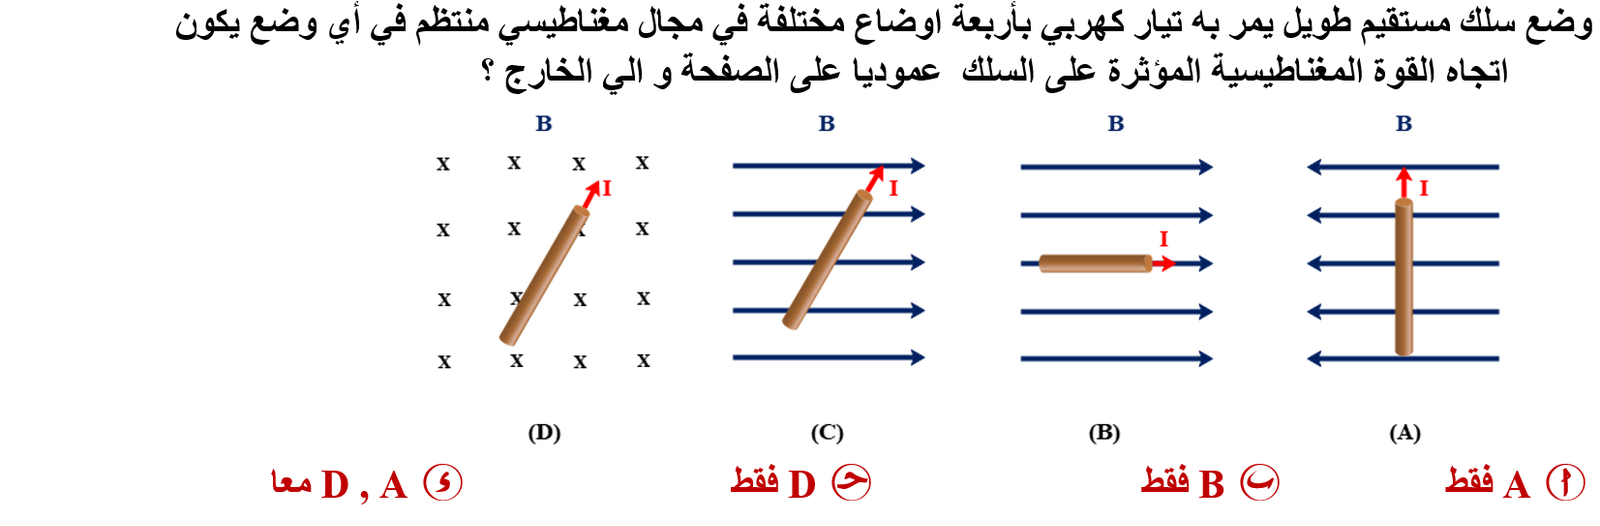 وضع سلك مستقيم طويل يمر به تيار كهربي بأربعة اوضاع مختلفة في مجال مغناطيسي منتظم في أي وضع يكون
اتجاه القوة المغناطيسية المؤثرة على السلك عموديا على الصفحة و الي الخارج ؟
B B B B
I I I I
x x x x
x x x x
x x x x
x x x x
(A) (B) (C) (D)
أ A فقط ب B فقط ح D فقط ء D , A معا